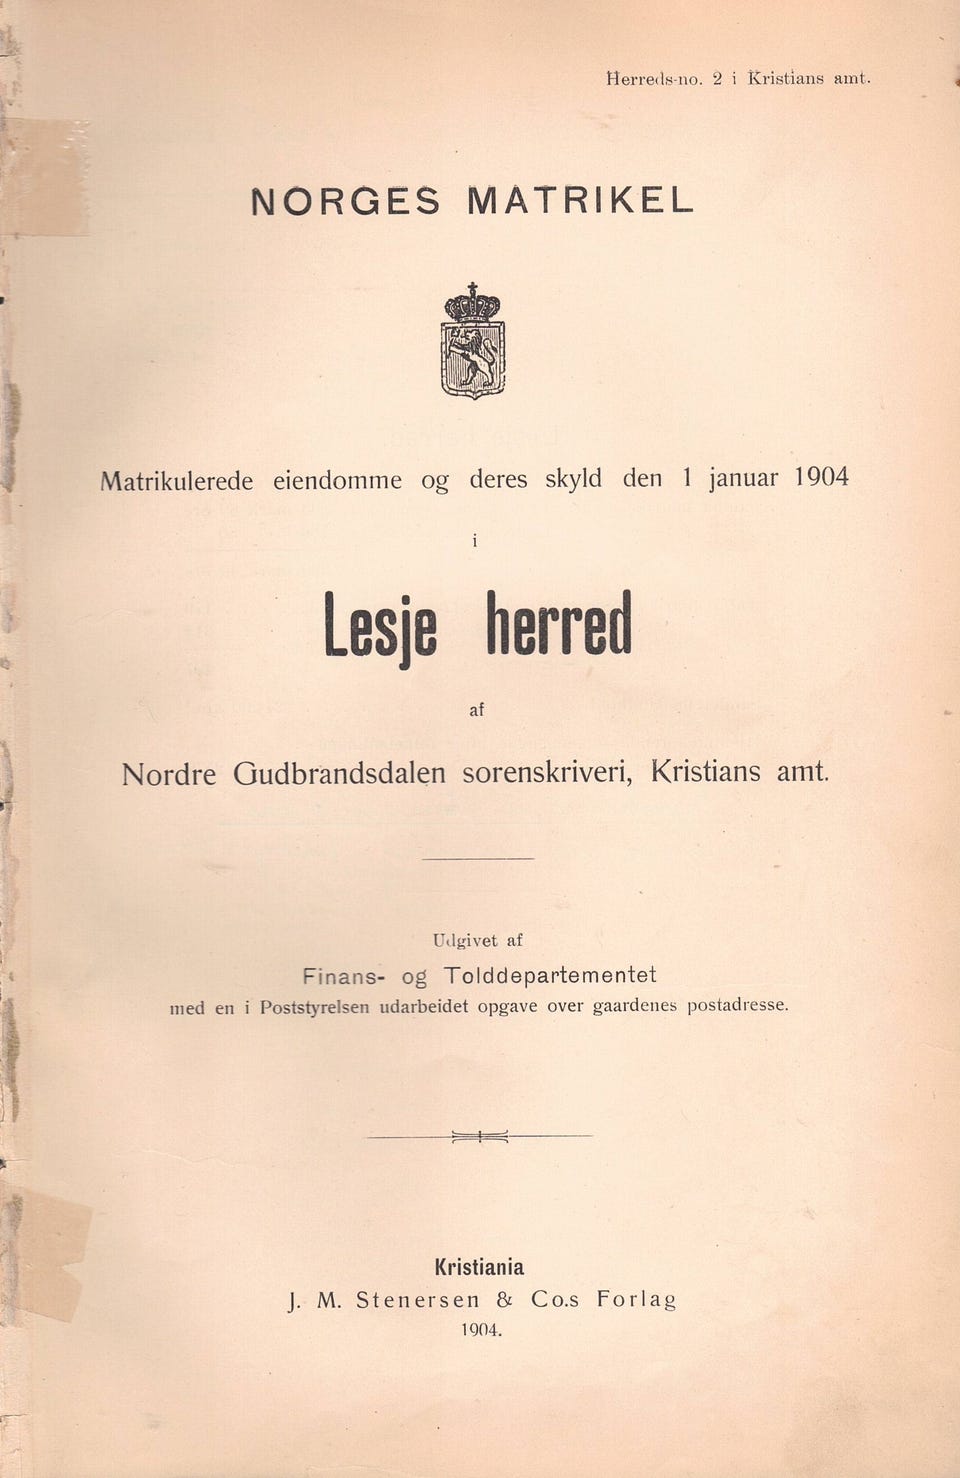 Herreds-no. 2 i Kristians amt.
NORGES MATRIKEL
Matrikulerede eiendomme og deres skyld den 1 januar 1904
i
Lesje herred
af
Nordre Gudbrandsdalen sorenskriveri, Kristians amt.
Udgivet af
Finans- og Tolddepartementet
med en i Poststyrelsen udarbeidet opgave over gaardenes postadresse.
Kristiania
J. M. Stenersen & Co.s Forlag
1904.